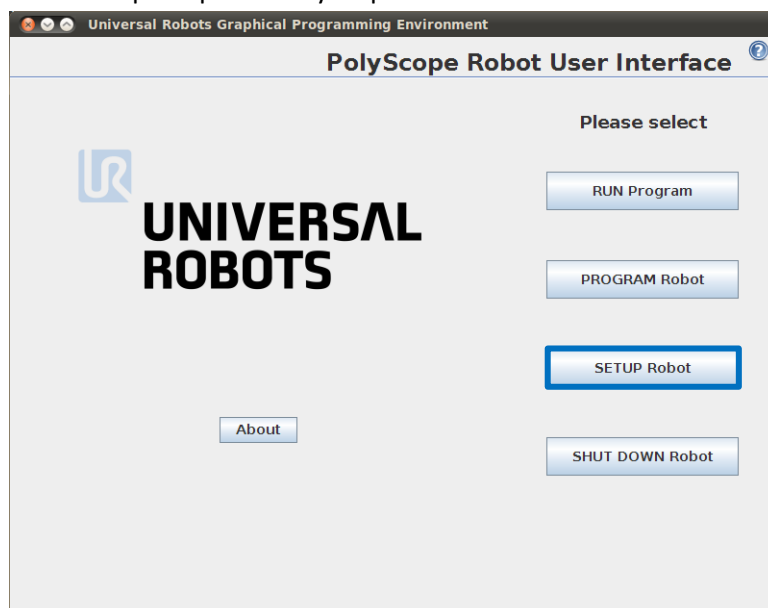 Universal Robots Graphical Programming Environment
PolyScope Robot User Interface
?
Please select
UR
UNIVERSAL
ROBOTS
RUN Program
PROGRAM Robot
SETUP Robot
About
SHUT DOWN Robot